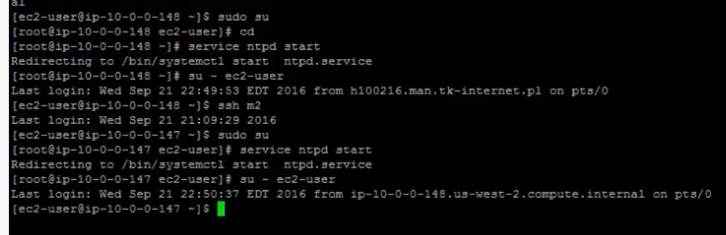 al
[ec2-user@ip-10-0-0-148 ~]$ sudo su
[root@ip-10-0-0-148 ec2-user]# cd
[root@ip-10-0-0-148 ~]# service ntpd start
Redirecting to /bin/systemctl start  ntpd.service
[root@ip-10-0-0-148 ~]# su - ec2-user
Last login: Wed Sep 21 22:49:53 EDT 2016 from h100216.man.tk-internet.pl on pts/0
[ec2-user@ip-10-0-0-148 ~]$ ssh m2
Last login: Wed Sep 21 21:09:29 2016
[ec2-user@ip-10-0-0-147 ~]$ sudo su
[root@ip-10-0-0-147 ec2-user]# service ntpd start
Redirecting to /bin/systemctl start  ntpd.service
[root@ip-10-0-0-147 ec2-user]# su - ec2-user
Last login: Wed Sep 21 22:50:37 EDT 2016 from ip-10-0-0-148.us-west-2.compute.internal on pts/0
[ec2-user@ip-10-0-0-147 ~]$